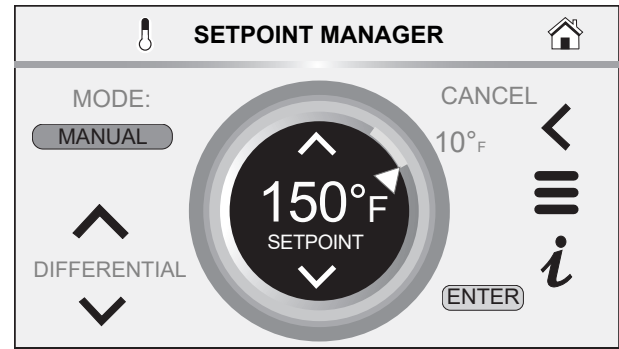 SETPOINT MANAGER
MODE:
MANUAL
CANCEL
10°F
150°F
SETPOINT
DIFFERENTIAL
i
ENTER